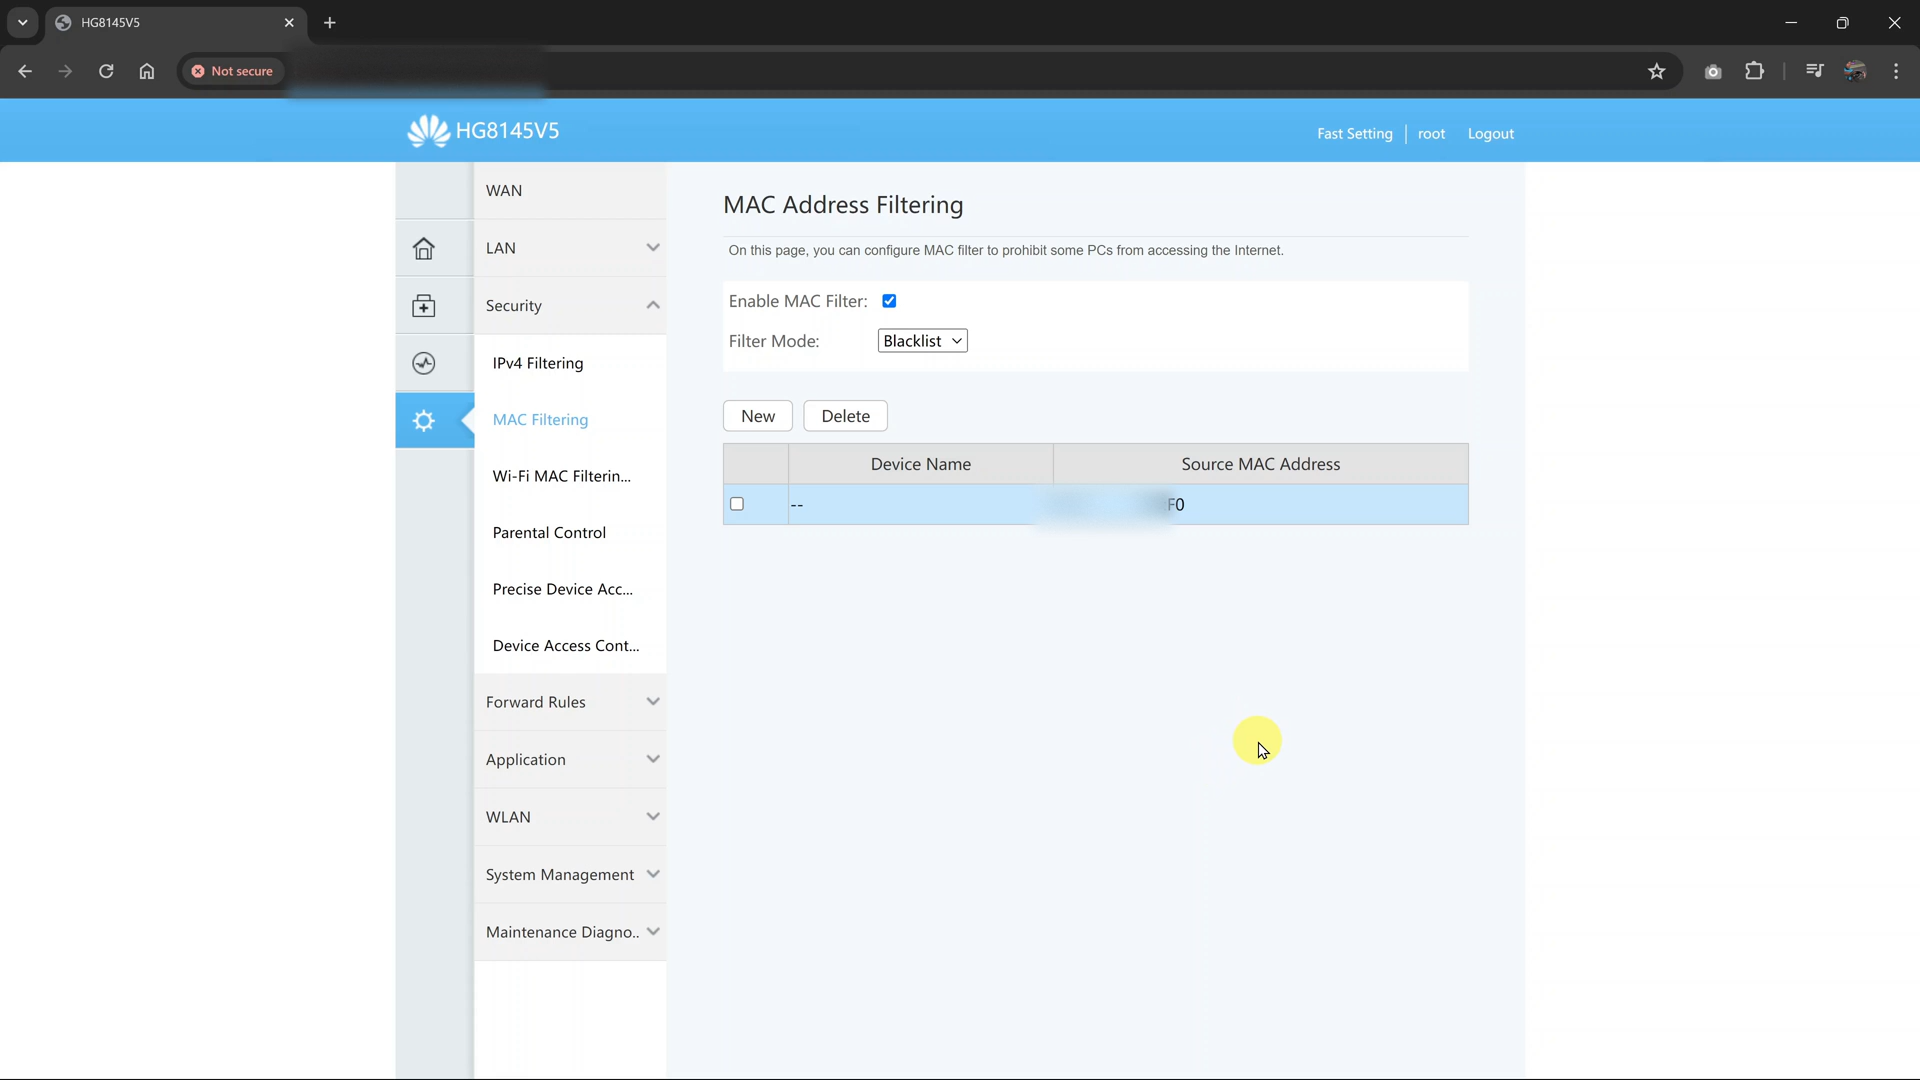 HG8145V5
Not secure
HG8145V5
Fast Setting
root
Logout
WAN
LAN
Security
IPv4 Filtering
MAC Filtering
Wi-Fi MAC Filterin...
Parental Control
Precise Device Acc...
Device Access Cont...
Forward Rules
Application
WLAN
System Management
Maintenance Diagno..
MAC Address Filtering
On this page, you can configure MAC filter to prohibit some PCs from accessing the Internet.
Enable MAC Filter:
Filter Mode: Blacklist
New Delete
Device Name Source MAC Address
-- F0